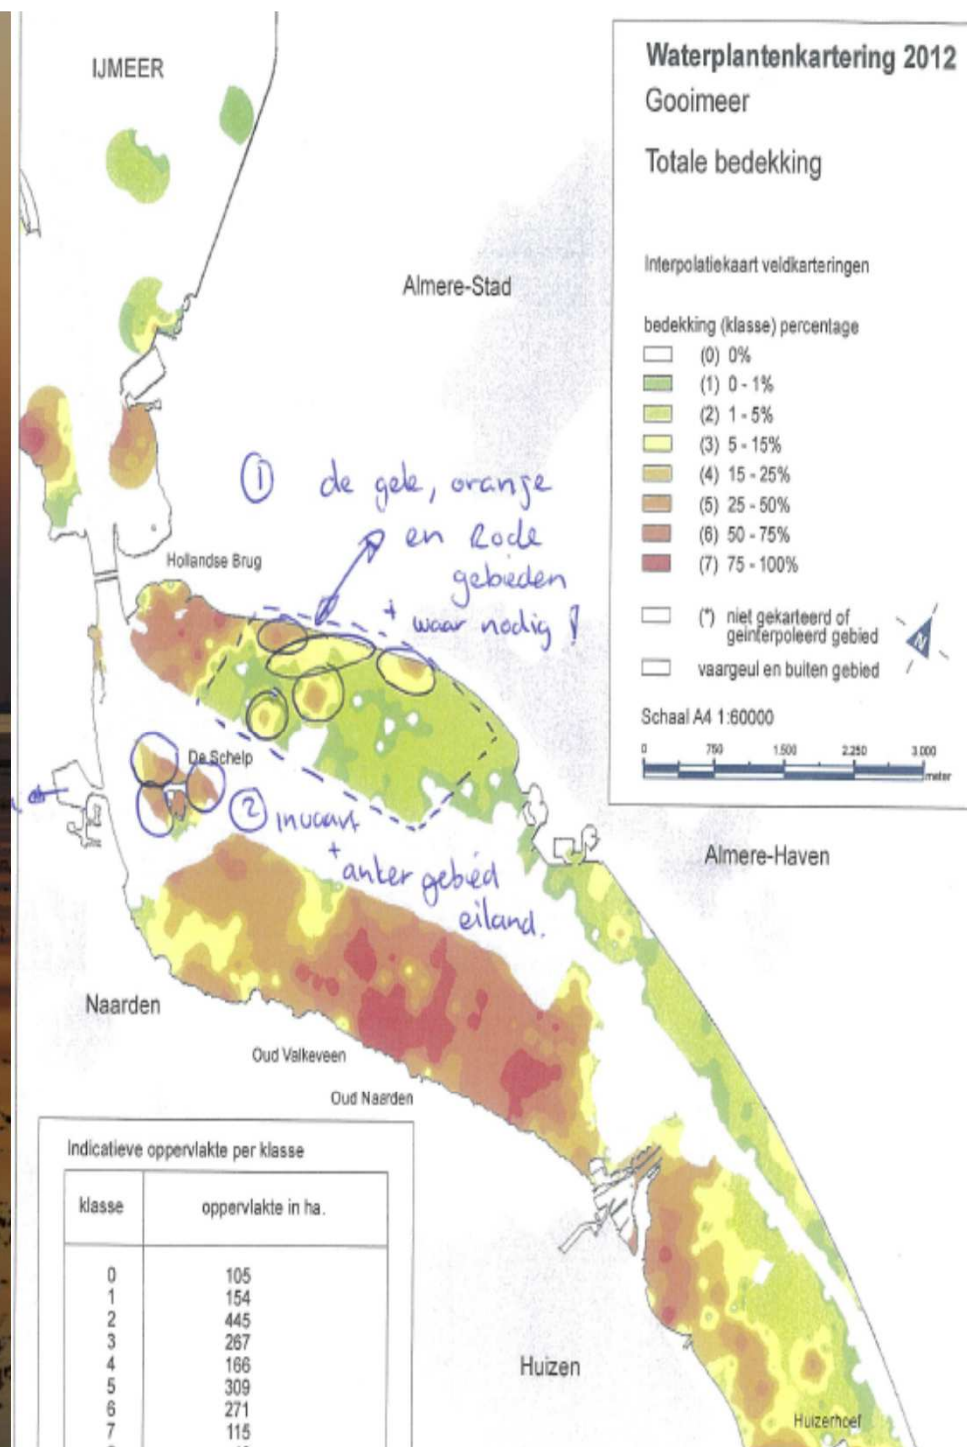 IJMEER
Waterplantenkartering 2012
Gooimeer
Totale bedekking
Interpolatiekaart veldkarteringen
Almere-Stad
bedekking (klasse) percentage
(0) 0%
(1) 0 - 1%
(2) 1 - 5%
(3) 5 - 15%
(4) 15 - 25%
(5) 25 - 50%
(6) 50 - 75%
(7) 75 - 100%
(*) niet gekarteerd of
geinterpoleerd gebied
vaargeul en buiten gebied
N
Schaal A4 1:60000
0 750 1.500 2.250 3.000
meter
① de gele, oranje
en Rode
gebieden
+ waar nodig !
Hollandse Brug
De Schelp
② invaart
+
anker gebied
eiland.
Almere-Haven
Naarden
Oud Valkeveen
Oud Naarden
Huizen
Huizerhoef
Indicatieve oppervlakte per klasse
klasse oppervlakte in ha.
0 105
1 154
2 445
3 267
4 166
5 309
6 271
7 115